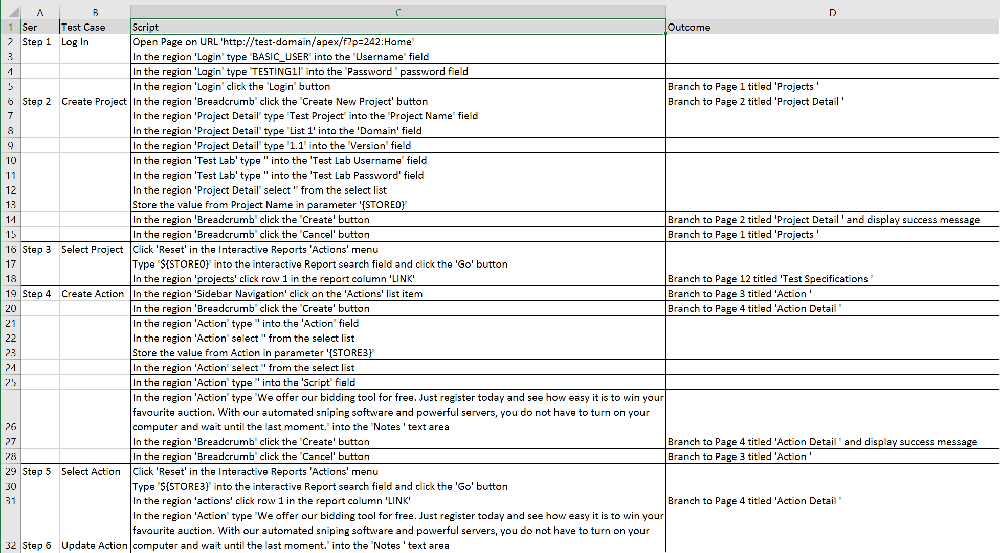 A B C D
1 Ser Test Case Script Outcome
2 Step 1 Log In Open Page on URL 'http://test-domain/apex/f?p=242:Home'
3 In the region 'Login' type 'BASIC_USER' into the 'Username' field
4 In the region 'Login' type 'TESTING1!' into the 'Password ' password field
5 In the region 'Login' click the 'Login' button Branch to Page 1 titled 'Projects '
6 Step 2 Create Project In the region 'Breadcrumb' click the 'Create New Project' button Branch to Page 2 titled 'Project Detail '
7 In the region 'Project Detail' type 'Test Project' into the 'Project Name' field
8 In the region 'Project Detail' type 'List 1' into the 'Domain' field
9 In the region 'Project Detail' type '1.1' into the 'Version' field
10 In the region 'Test Lab' type '' into the 'Test Lab Username' field
11 In the region 'Test Lab' type '' into the 'Test Lab Password' field
12 In the region 'Project Detail' select '' from the select list
13 Store the value from Project Name in parameter '{STORE0}'
14 In the region 'Breadcrumb' click the 'Create' button Branch to Page 2 titled 'Project Detail ' and display success message
15 In the region 'Breadcrumb' click the 'Cancel' button Branch to Page 1 titled 'Projects '
16 Step 3 Select Project Click 'Reset' in the Interactive Reports 'Actions' menu
17 Type '${STORE0}' into the interactive Report search field and click the 'Go' button
18 In the region 'projects' click row 1 in the report column 'LINK' Branch to Page 12 titled 'Test Specifications '
19 Step 4 Create Action In the region 'Sidebar Navigation' click on the 'Actions' list item Branch to Page 3 titled 'Action '
20 In the region 'Breadcrumb' click the 'Create' button Branch to Page 4 titled 'Action Detail '
21 In the region 'Action' type '' into the 'Action' field
22 In the region 'Action' select '' from the select list
23 Store the value from Action in parameter '{STORE3}'
24 In the region 'Action' select '' from the select list
25 In the region 'Action' type '' into the 'Script' field
In the region 'Action' type 'We offer our bidding tool for free. Just register today and see how easy it is to win your
favourite auction. With our automated sniping software and powerful servers, you do not have to turn on your
26 computer and wait until the last moment.' into the 'Notes ' text area
27 In the region 'Breadcrumb' click the 'Create' button Branch to Page 4 titled 'Action Detail ' and display success message
28 In the region 'Breadcrumb' click the 'Cancel' button Branch to Page 3 titled 'Action '
29 Step 5 Select Action Click 'Reset' in the Interactive Reports 'Actions' menu
30 Type '${STORE3}' into the interactive Report search field and click the 'Go' button
31 In the region 'actions' click row 1 in the report column 'LINK' Branch to Page 4 titled 'Action Detail '
In the region 'Action' type 'We offer our bidding tool for free. Just register today and see how easy it is to win your
favourite auction. With our automated sniping software and powerful servers, you do not have to turn on your
32 Step 6 Update Action computer and wait until the last moment.' into the 'Notes ' text area